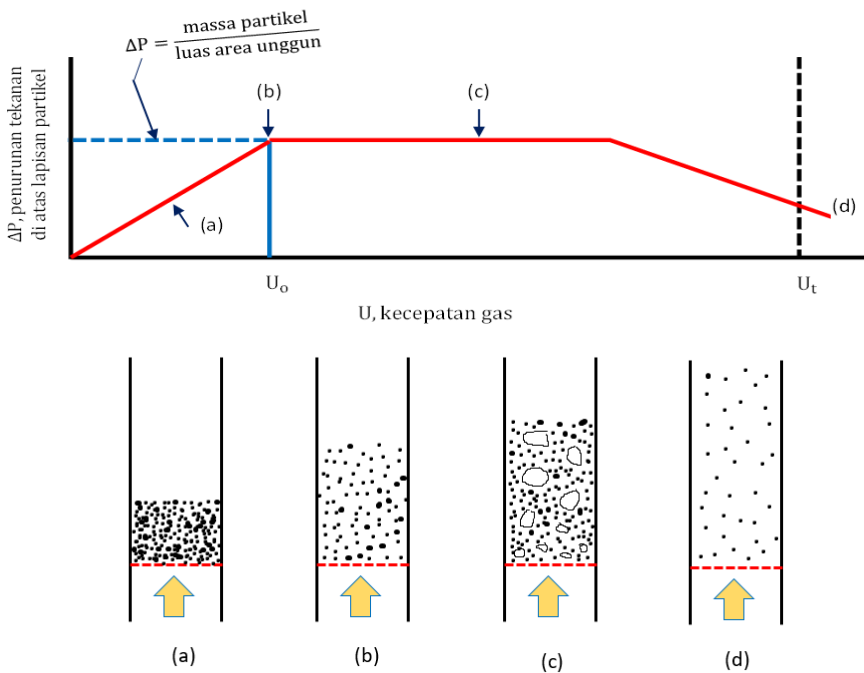 ΔP = massa partikel / luas area unggun
(b)
(c)
ΔP, penurunan tekanan
di atas lapisan partikel
(a)
(d)
Uo
Ut
U, kecepatan gas
(a)
(b)
(c)
(d)